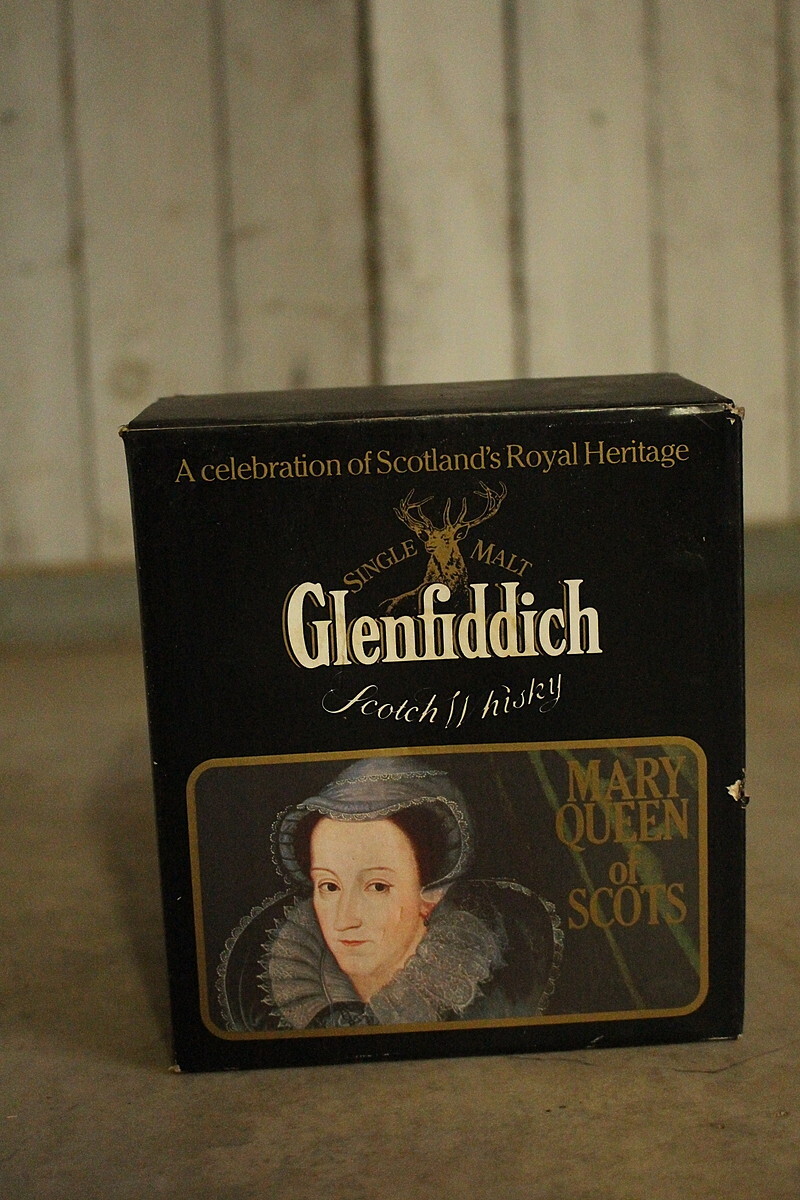 A celebration of Scotland's Royal Heritage
SINGLE MALT
Glenfiddich
Scotch Whisky
MARY
QUEEN
of
SCOTS